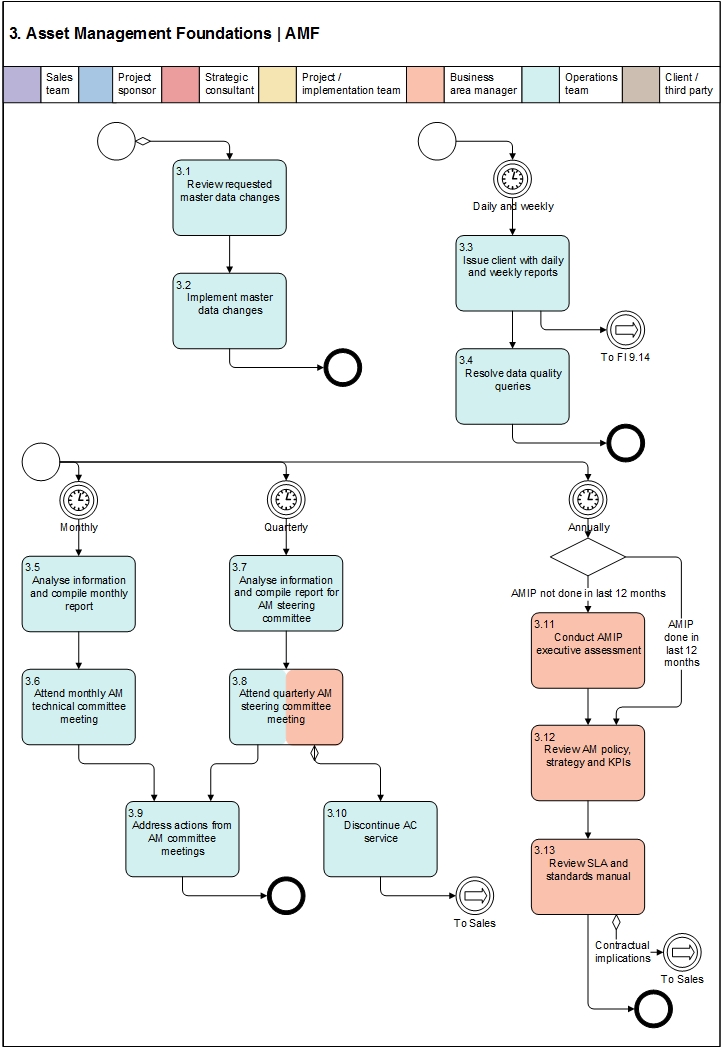 3. Asset Management Foundations | AMF
Sales
team
Project
sponsor
Strategic
consultant
Project /
implementation team
Business
area manager
Operations
team
Client /
third party
3.1
Review requested
master data changes
3.2
Implement master
data changes
Daily and weekly
3.3
Issue client with daily
and weekly reports
To FI 9.14
3.4
Resolve data quality
queries
Monthly
Quarterly
Annually
3.5
Analyse information
and compile monthly
report
3.7
Analyse information
and compile report for
AM steering
committee
AMIP not done in last 12 months
AMIP
done in
last 12
months
3.11
Conduct AMIP
executive assessment
3.6
Attend monthly AM
technical committee
meeting
3.8
Attend quarterly AM
steering committee
meeting
3.12
Review AM policy,
strategy and KPIs
3.9
Address actions from
AM committee
meetings
3.10
Discontinue AC
service
To Sales
3.13
Review SLA and
standards manual
Contractual
implications
To Sales